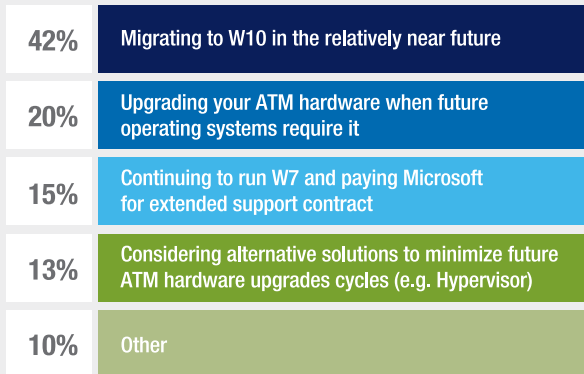 42%
Migrating to W10 in the relatively near future
20%
Upgrading your ATM hardware when future
operating systems require it
15%
Continuing to run W7 and paying Microsoft
for extended support contract
13%
Considering alternative solutions to minimize future
ATM hardware upgrades cycles (e.g. Hypervisor)
10%
Other